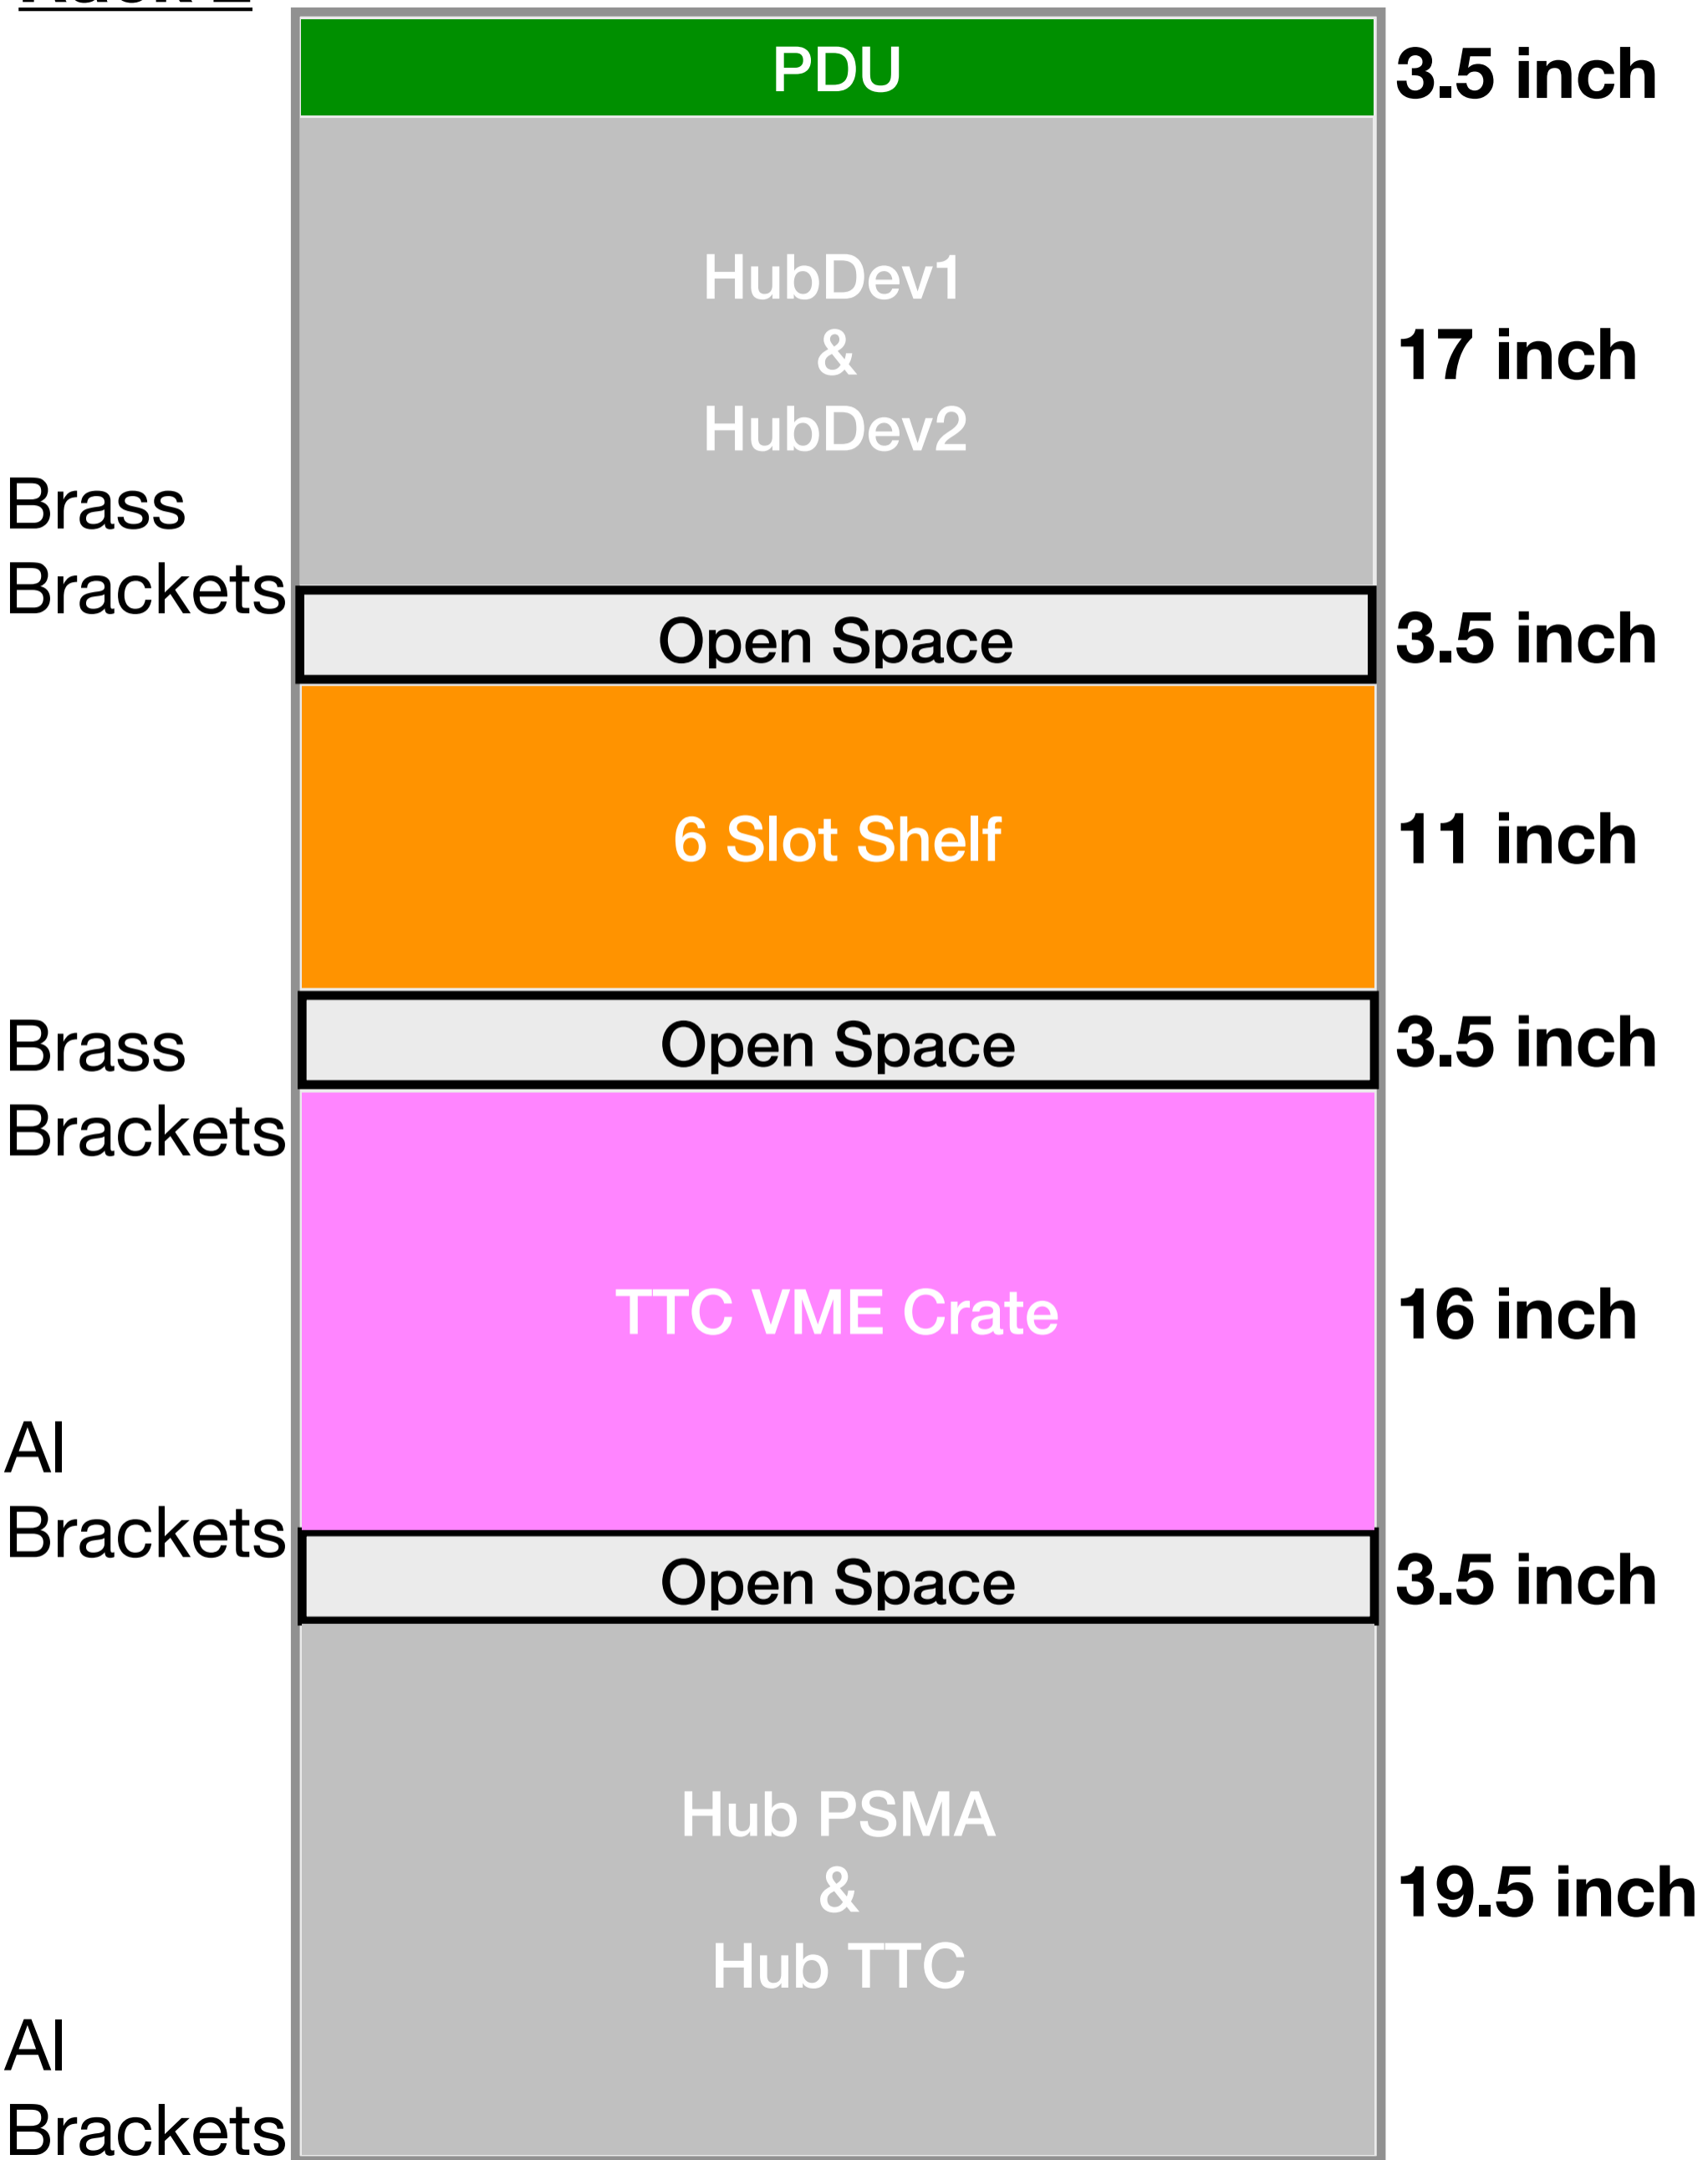 PDU
3.5 inch
HubDev1
&
HubDev2
17 inch
Brass
Brackets
Open Space
3.5 inch
6 Slot Shelf
11 inch
Brass
Brackets
Open Space
3.5 inch
TTC VME Crate
16 inch
Al
Brackets
Open Space
3.5 inch
Hub PSMA
&
Hub TTC
19.5 inch
Al
Brackets